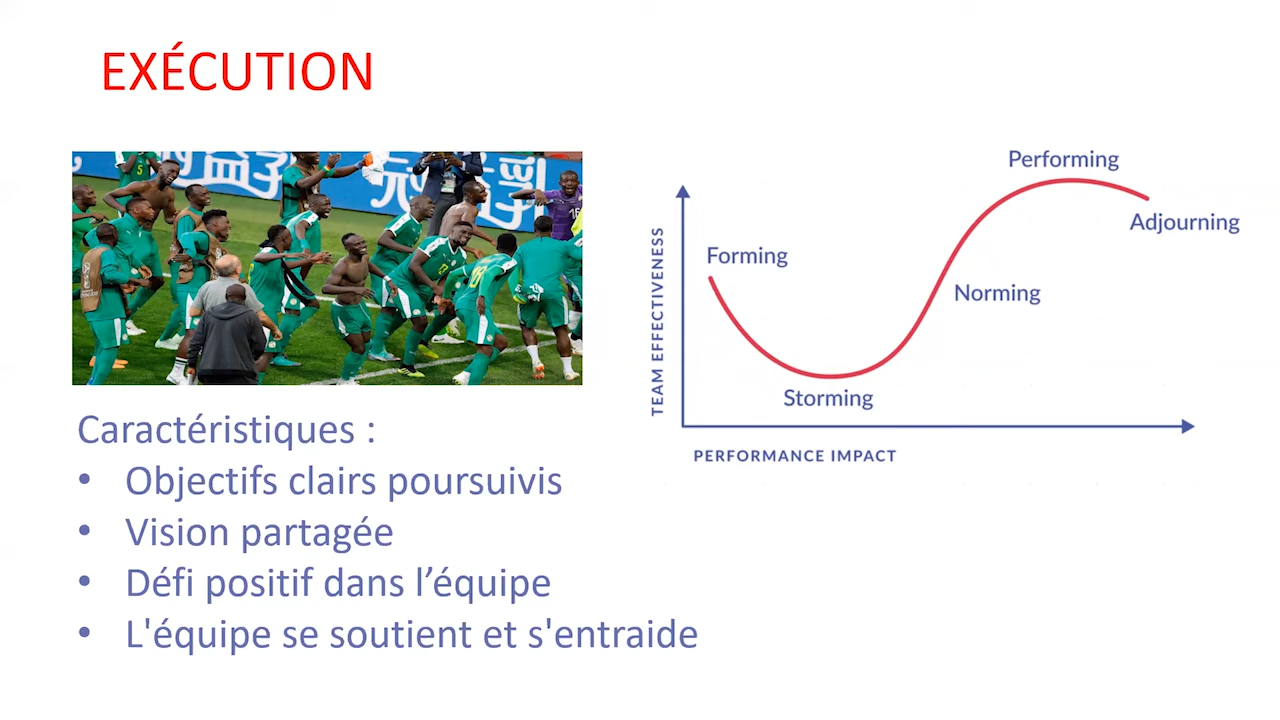 EXÉCUTION
Caractéristiques :
• Objectifs clairs poursuivis
• Vision partagée
• Défi positif dans l’équipe
• L'équipe se soutient et s'entraide
Performing
Adjourning
Forming
Norming
Storming
TEAM EFFECTIVENESS
PERFORMANCE IMPACT